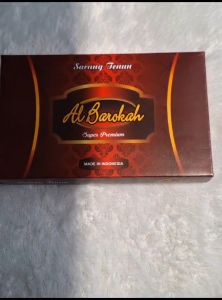 Sarung Tenun
Al Barokah
Super Premium
MADE IN INDONESIA